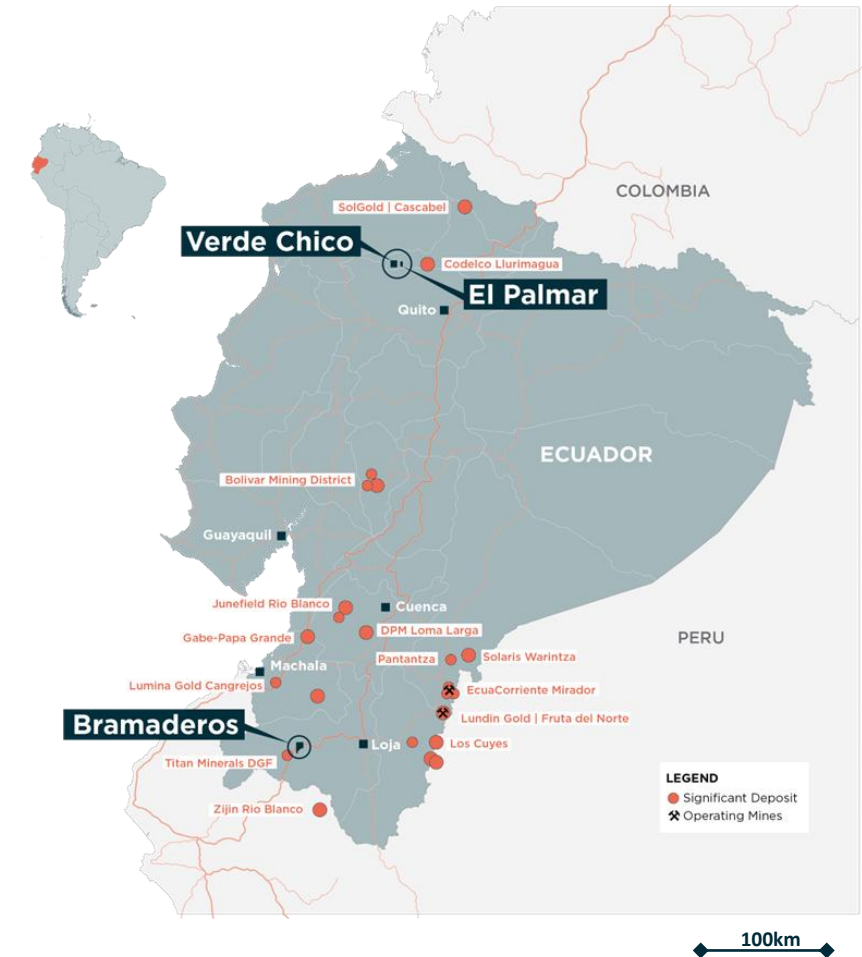 COLOMBIA
SolGold | Cascabel
Verde Chico
Codelco Llurimagua
El Palmar
Quito
ECUADOR
Bolivar Mining District
Guayaquil
Junefield Rio Blanco
Cuenca
DPM Loma Larga
Gabe-Papa Grande
PERU
Pantantza
Solaris Warintza
Machala
Lumina Gold Cangrejos
EcuaCorriente Mirador
Lundin Gold | Fruta del Norte
Bramaderos
Loja
Los Cuyes
Titan Minerals DGF
Zijin Rio Blanco
LEGEND
Significant Deposit
Operating Mines
100km